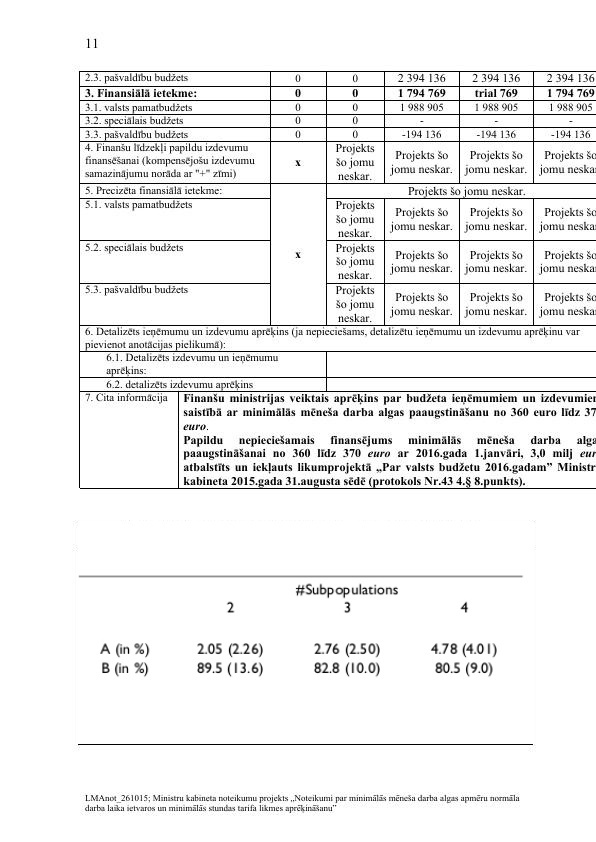 11
2.3. pašvaldību budžets 0 0 2 394 136 2 394 136 2 394 136
3. Finansiālā ietekme: 0 0 1 794 769 trial 769 1 794 769
3.1. valsts pamatbudžets 0 0 1 988 905 1 988 905 1 988 905
3.2. speciālais budžets 0 0 - - -
3.3. pašvaldību budžets 0 0 -194 136 -194 136 -194 136
4. Finanšu līdzekļi papildu izdevumu
finansēšanai (kompensējošu izdevumu
samazinājumu norāda ar "+" zīmi)
x
Projekts
šo jomu
neskar.
Projekts šo
jomu neskar.
Projekts šo
jomu neskar.
Projekts šo
jomu neskar.
5. Precizēta finansiālā ietekme:
x
Projekts šo jomu neskar.
5.1. valsts pamatbudžets
Projekts
šo jomu
neskar.
Projekts šo
jomu neskar.
Projekts šo
jomu neskar.
Projekts šo
jomu neskar.
5.2. speciālais budžets
Projekts
šo jomu
neskar.
Projekts šo
jomu neskar.
Projekts šo
jomu neskar.
Projekts šo
jomu neskar.
5.3. pašvaldību budžets
Projekts
šo jomu
neskar.
Projekts šo
jomu neskar.
Projekts šo
jomu neskar.
Projekts šo
jomu neskar.
6. Detalizēts ieņēmumu un izdevumu aprēķins (ja nepieciešams, detalizētu ieņēmumu un izdevumu aprēķinu var
pievienot anotācijas pielikumā):
6.1. Detalizēts izdevumu un ieņēmumu
aprēķins:
6.2. detalizēts izdevumu aprēķins
7. Cita informācija
Finanšu ministrijas veiktais aprēķins par budžeta ieņēmumiem un izdevumien
saistībā ar minimālās mēneša darba algas paaugstināšanu no 360 euro līdz 37
euro.
Papildu nepieciešamais finansējums minimālās mēneša darba alga
paaugstināšanai no 360 līdz 370 euro ar 2016.gada 1.janvāri, 3,0 milj eur
atbalstīts un iekļauts likumprojektā „Par valsts budžetu 2016.gadam” Ministr
kabineta 2015.gada 31.augusta sēdē (protokols Nr.43 4.§ 8.punkts).
#Subpopulations
2 3 4
A (in %) 2.05 (2.26) 2.76 (2.50) 4.78 (4.01)
B (in %) 89.5 (13.6) 82.8 (10.0) 80.5 (9.0)
LMAnot_261015; Ministru kabineta noteikumu projekts „Noteikumi par minimālās mēneša darba algas apmēru normāla
darba laika ietvaros un minimālās stundas tarifa likmes aprēķināšanu”